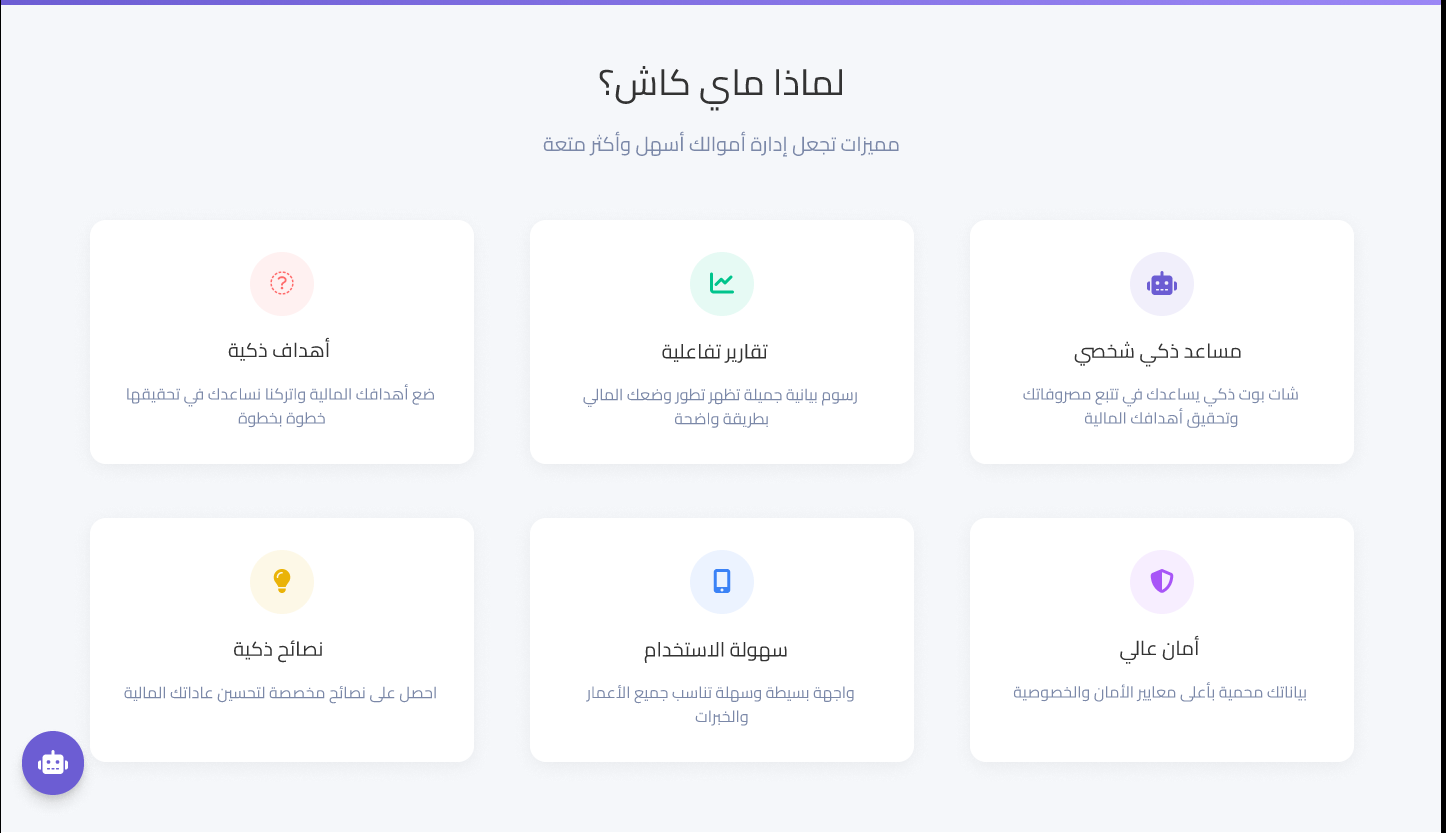 لماذا ماي كاش؟
مميزات تجعل إدارة أموالك أسهل وأكثر متعة
مساعد ذكي شخصي
شات بوت ذكي يساعدك في تتبع مصروفاتك
وتحقيق أهدافك المالية
تقارير تفاعلية
رسوم بيانية جميلة تظهر تطور وضعك المالي
بطريقة واضحة
أهداف ذكية
ضع أهدافك المالية واتركنا نساعدك في تحقيقها
خطوة بخطوة
أمان عالي
بياناتك محمية بأعلى معايير الأمان والخصوصية
سهولة الاستخدام
واجهة بسيطة وسهلة تناسب جميع الأعمار
والخبرات
نصائح ذكية
احصل على نصائح مخصصة لتحسين عاداتك المالية